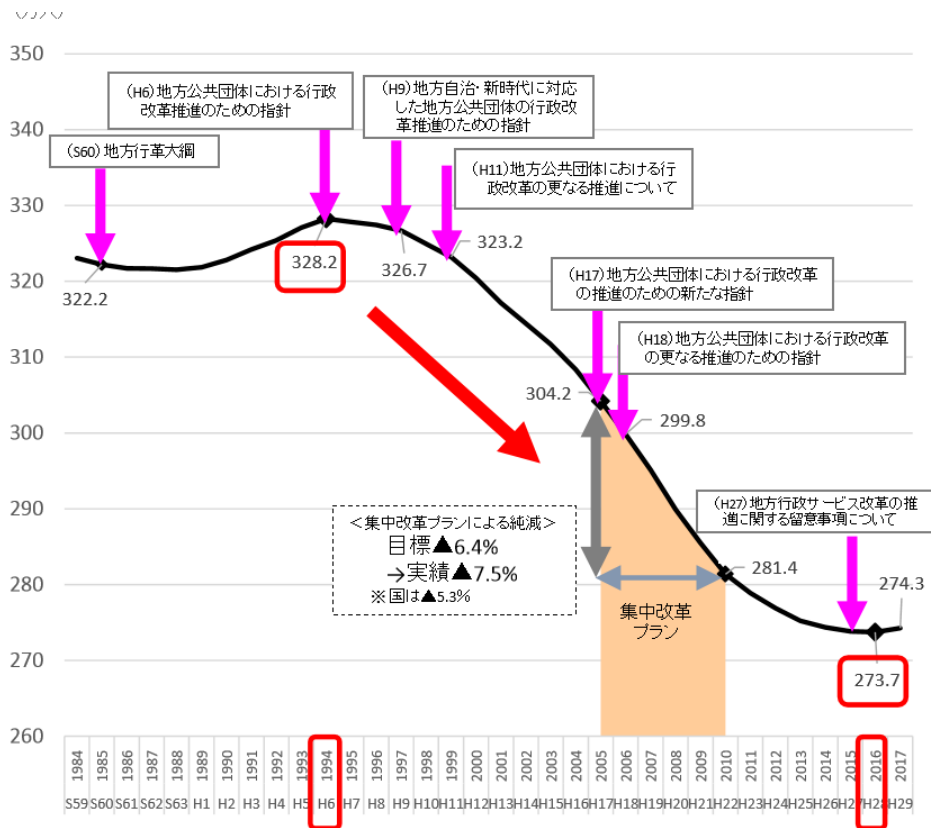 350
340
330
320
310
300
290
280
270
260
(S60)地方行革大綱
(H6)地方公共団体における行政
改革推進のための指針
(H9)地方自治・新時代に対応
した地方公共団体の行政改
革推進のための指針
(H11)地方公共団体における行
政改革の更なる推進について
(H17)地方公共団体における行政改革
の推進のための新たな指針
(H18)地方公共団体における行政改革
の更なる推進のための指針
(H27)地方行政サービス改革の推
進に関する留意事項について
322.2
328.2
326.7
323.2
304.2
299.8
281.4
274.3
273.7
<集中改革プランによる純減>
目標▲6.4%
→実績▲7.5%
※国は▲5.3%
集中改革
プラン
1984 1985 1986 1987 1988 1989 1990 1991 1992 1993 1994 1995 1996 1997 1998 1999 2000 2001 2002 2003 2004 2005 2006 2007 2008 2009 2010 2011 2012 2013 2014 2015 2016 2017
S59 S60 S61 S62 S63 H1 H2 H3 H4 H5 H6 H7 H8 H9 H10 H11 H12 H13 H14 H15 H16 H17 H18 H19 H20 H21 H22 H23 H24 H25 H26 H27 H28 H29